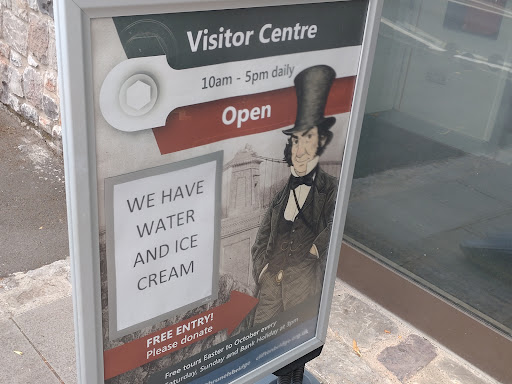 Visitor Centre
10am - 5pm daily
Open
WE HAVE
WATER
AND ICE
CREAM
FREE ENTRY!
Please donate
Free tours Easter to October every
Saturday, Sunday and Bank Holiday at 3pm